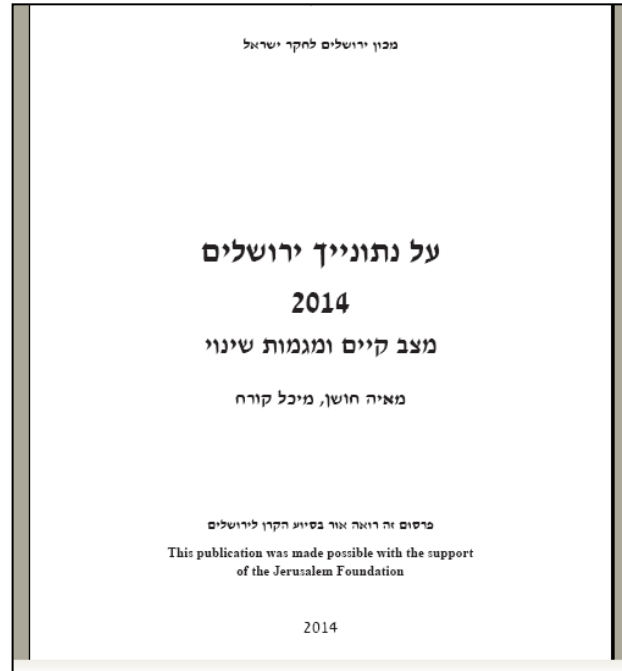 מכון ירושלים לחקר ישראל
על נתונייך ירושלים
2014
מצב קיים ומגמות שינוי
מאיה חושן, מיכל קורח
פרסום זה רואה אור בסיוע הקרן לירושלים
This publication was made possible with the support
of the Jerusalem Foundation
2014